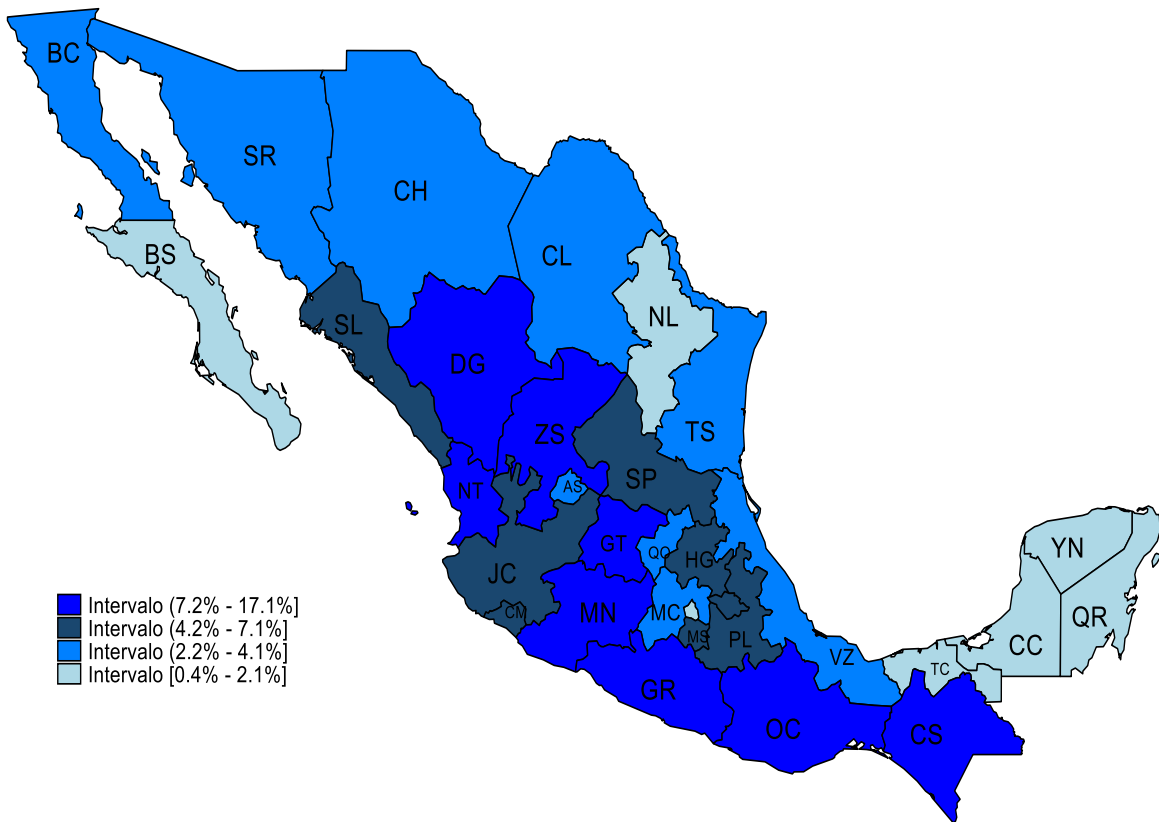 BC
SR
CH
BS
CL
NL
SL
DG
TS
ZS
SP
NT
AS
GT
QO
HG
YN
JC
CM
MN
MC
MS
PL
QR
CC
VZ
TC
GR
OC
CS
Intervalo (7.2% - 17.1%]
Intervalo (4.2% - 7.1%]
Intervalo (2.2% - 4.1%]
Intervalo [0.4% - 2.1%]